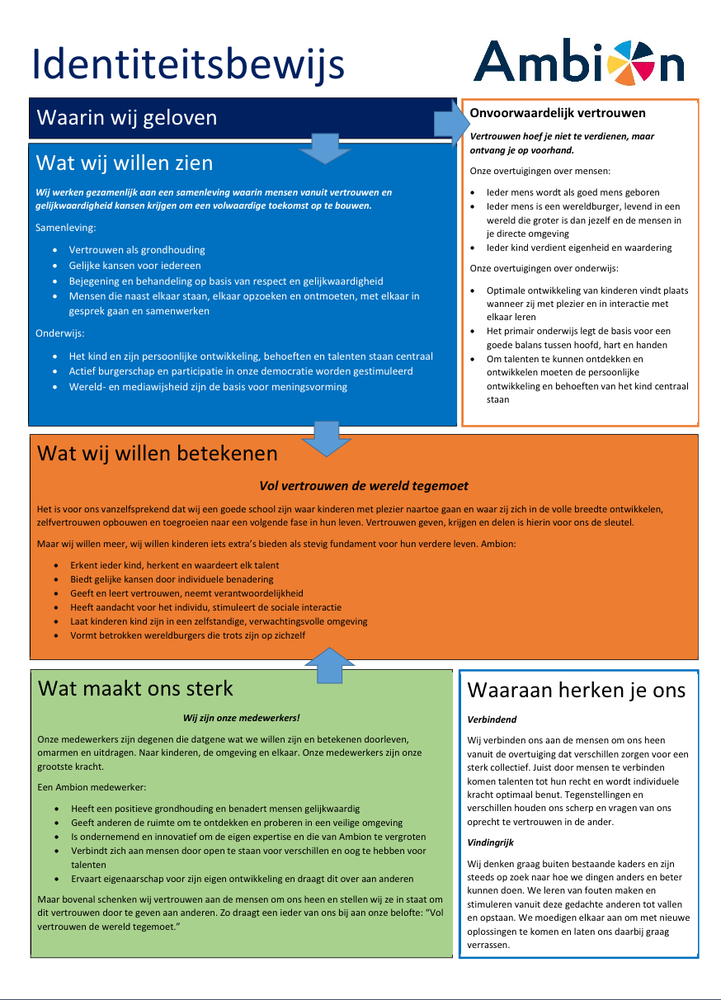 Identiteitsbewijs
Ambion
Waarin wij geloven
Onvoorwaardelijk vertrouwen
Vertrouwen hoef je niet te verdienen, maar
ontvang je op voorhand.
Onze overtuigingen over mensen:
• Ieder mens wordt als goed mens geboren
• Ieder mens is een wereldburger, levend in een
wereld die groter is dan jezelf en de mensen in
je directe omgeving
• Ieder kind verdient eigenheid en waardering
Onze overtuigingen over onderwijs:
• Optimale ontwikkeling van kinderen vindt plaats
wanneer zij met plezier en in interactie met
elkaar leren
• Het primair onderwijs legt de basis voor een
goede balans tussen hoofd, hart en handen
• Om talenten te kunnen ontdekken en
ontwikkelen moeten de persoonlijke
ontwikkeling en behoeften van het kind centraal
staan
Wat wij willen zien
Wij werken gezamenlijk aan een samenleving waarin mensen vanuit vertrouwen en
gelijkwaardigheid kansen krijgen om een volwaardige toekomst op te bouwen.
Samenleving:
• Vertrouwen als grondhouding
• Gelijke kansen voor iedereen
• Bejegening en behandeling op basis van respect en gelijkwaardigheid
• Mensen die naast elkaar staan, elkaar opzoeken en ontmoeten, met elkaar in
gesprek gaan en samenwerken
Onderwijs:
• Het kind en zijn persoonlijke ontwikkeling, behoeften en talenten staan centraal
• Actief burgerschap en participatie in onze democratie worden gestimuleerd
• Wereld- en mediawijsheid zijn de basis voor meningsvorming
Wat wij willen betekenen
Vol vertrouwen de wereld tegemoet
Het is voor ons vanzelfsprekend dat wij een goede school zijn waar kinderen met plezier naartoe gaan en waar zij zich in de volle breedte ontwikkelen,
zelfvertrouwen opbouwen en toegroeien naar een volgende fase in hun leven. Vertrouwen geven, krijgen en delen is hierin voor ons de sleutel.
Maar wij willen meer, wij willen kinderen iets extra’s bieden als stevig fundament voor hun verdere leven. Ambion:
• Erkent ieder kind, herkent en waardeert elk talent
• Biedt gelijke kansen door individuele benadering
• Geeft en leert vertrouwen, neemt verantwoordelijkheid
• Heeft aandacht voor het individu, stimuleert de sociale interactie
• Laat kinderen kind zijn in een zelfstandige, verwachtingsvolle omgeving
• Vormt betrokken wereldburgers die trots zijn op zichzelf
Wat maakt ons sterk
Wij zijn onze medewerkers!
Onze medewerkers zijn degenen die datgene wat we willen zijn en betekenen doorleven,
omarmen en uitdragen. Naar kinderen, de omgeving en elkaar. Onze medewerkers zijn onze
grootste kracht.
Een Ambion medewerker:
• Heeft een positieve grondhouding en benadert mensen gelijkwaardig
• Geeft anderen de ruimte om te ontdekken en proberen in een veilige omgeving
• Is ondernemend en innovatief om de eigen expertise en die van Ambion te vergroten
• Verbindt zich aan mensen door open te staan voor verschillen en oog te hebben voor
talenten
• Ervaart eigenaarschap voor zijn eigen ontwikkeling en draagt dit over aan anderen
Maar bovenal schenken wij vertrouwen aan de mensen om ons heen en stellen wij ze in staat om
dit vertrouwen door te geven aan anderen. Zo draagt een ieder van ons bij aan onze belofte: “Vol
vertrouwen de wereld tegemoet.”
Waaraan herken je ons
Verbindend
Wij verbinden ons aan de mensen om ons heen
vanuit de overtuiging dat verschillen zorgen voor een
sterk collectief. Juist door mensen te verbinden
komen talenten tot hun recht en wordt individuele
kracht optimaal benut. Tegenstellingen en
verschillen houden ons scherp en vragen van ons
oprecht te vertrouwen in de ander.
Vindingrijk
Wij denken graag buiten bestaande kaders en zijn
steeds op zoek naar hoe we dingen anders en beter
kunnen doen. We leren van fouten maken en
stimuleren vanuit deze gedachte anderen tot vallen
en opstaan. We moedigen elkaar aan om met nieuwe
oplossingen te komen en laten ons daarbij graag
verrassen.